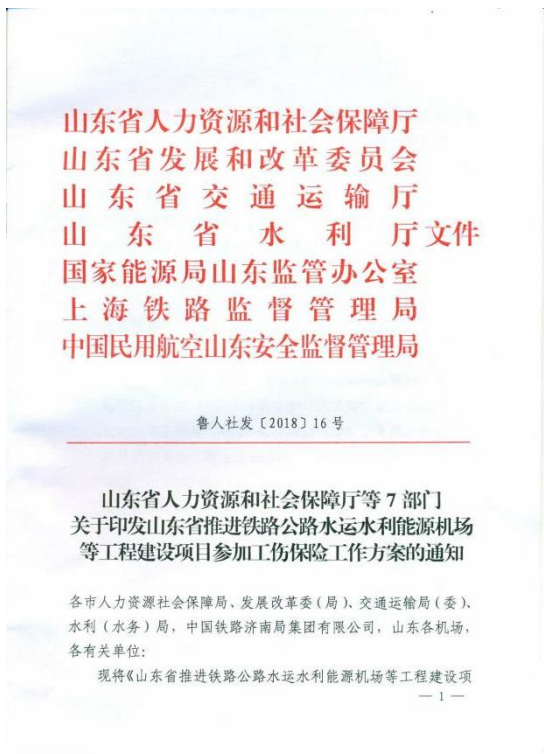 山东省人力资源和社会保障厅
山东省发展和改革委员会
山东省交通运输厅
山东省水利厅文件
国家能源局山东监管办公室
上海铁路监督管理局
中国民用航空山东安全监督管理局
鲁人社发〔2018〕16号
山东省人力资源和社会保障厅等7部门
关于印发山东省推进铁路公路水运水利能源机场
等工程建设项目参加工伤保险工作方案的通知
各市人力资源社会保障局、发展改革委(局)、交通运输局(委)、
水利(水务)局，中国铁路济南局集团有限公司，山东各机场，
各有关单位：
现将《山东省推进铁路公路水运水利能源机场等工程建设项
— 1 —